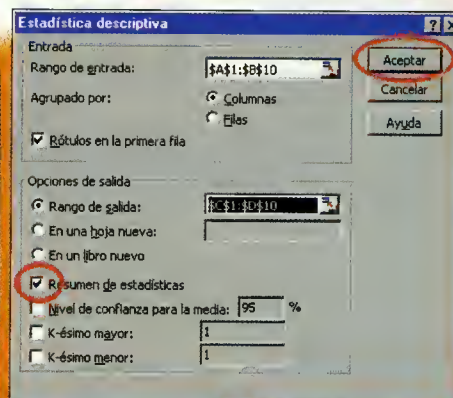 Estadística descriptiva
Entrada
Rango de entrada: $A$1:$B$10
Agrupado por: Columnas
Filas
Rótulos en la primera fila
Aceptar
Cancelar
Ayuda
Opciones de salida
Rango de salida: $C$1:$D$10
En una hoja nueva:
En un libro nuevo
Resumen de estadísticas
Nivel de confianza para la media: 95 %
K-ésimo mayor: 1
K-ésimo menor: 1